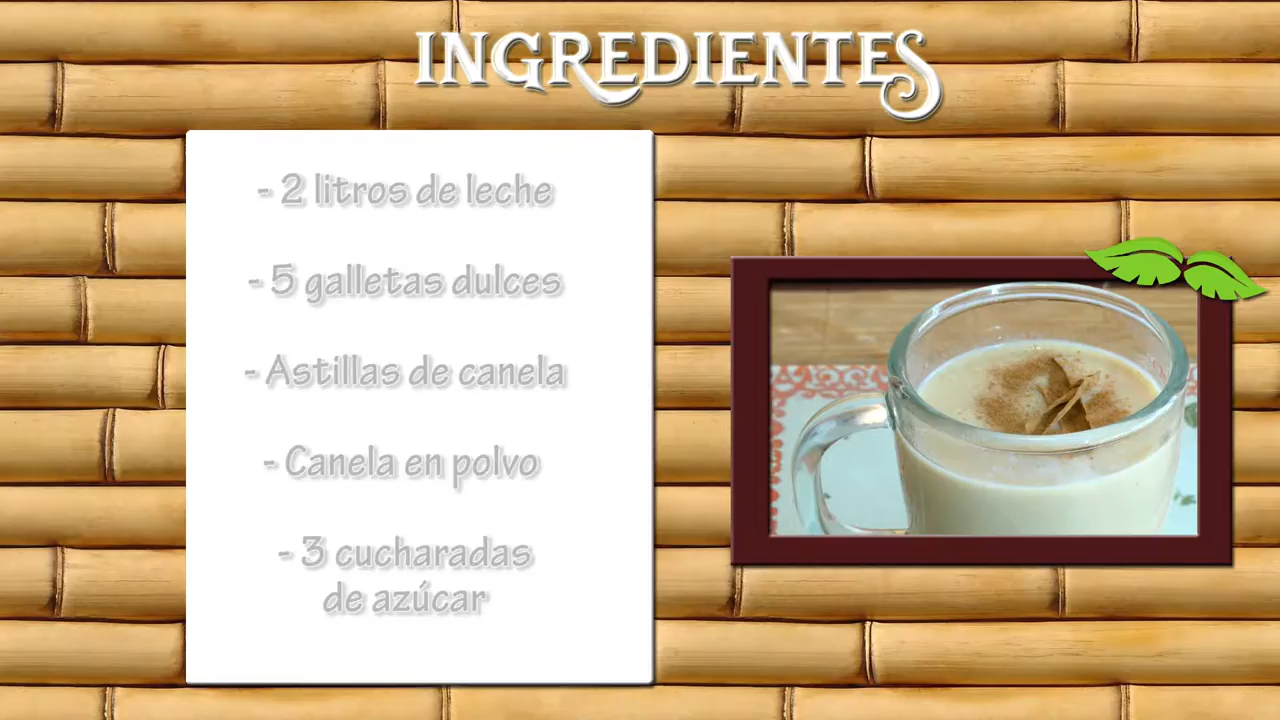 INGREDIENTES
- 2 litros de leche
- 5 galletas dulces
- Astillas de canela
- Canela en polvo
- 3 cucharadas
de azúcar